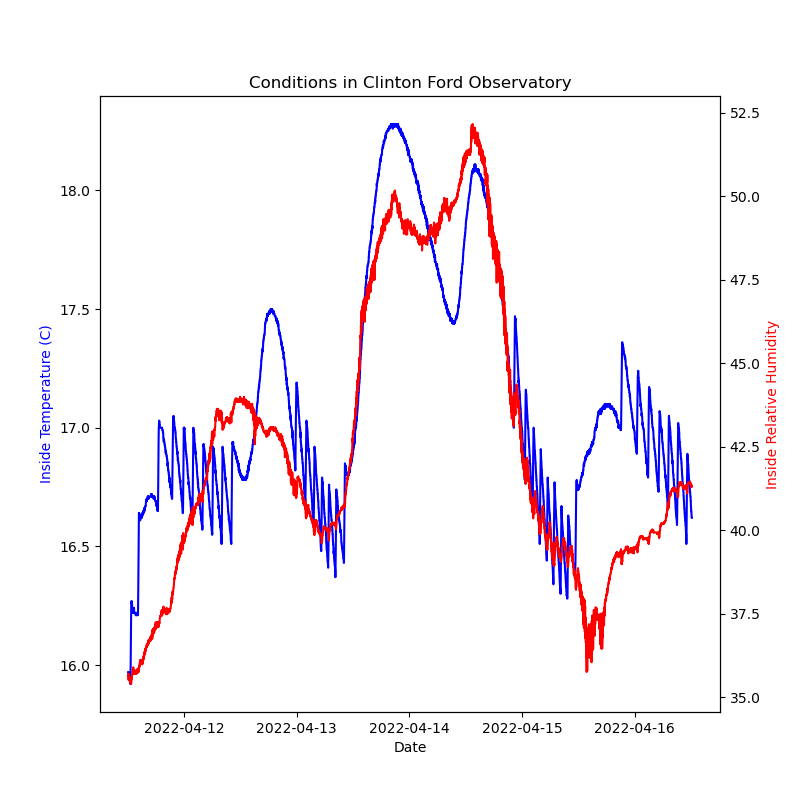 Conditions in Clinton Ford Observatory
52.5
50.0
47.5
45.0
42.5
40.0
37.5
35.0
18.0
17.5
17.0
16.5
16.0
Inside Temperature (C)
Inside Relative Humidity
2022-04-12 2022-04-13 2022-04-14 2022-04-15 2022-04-16
Date